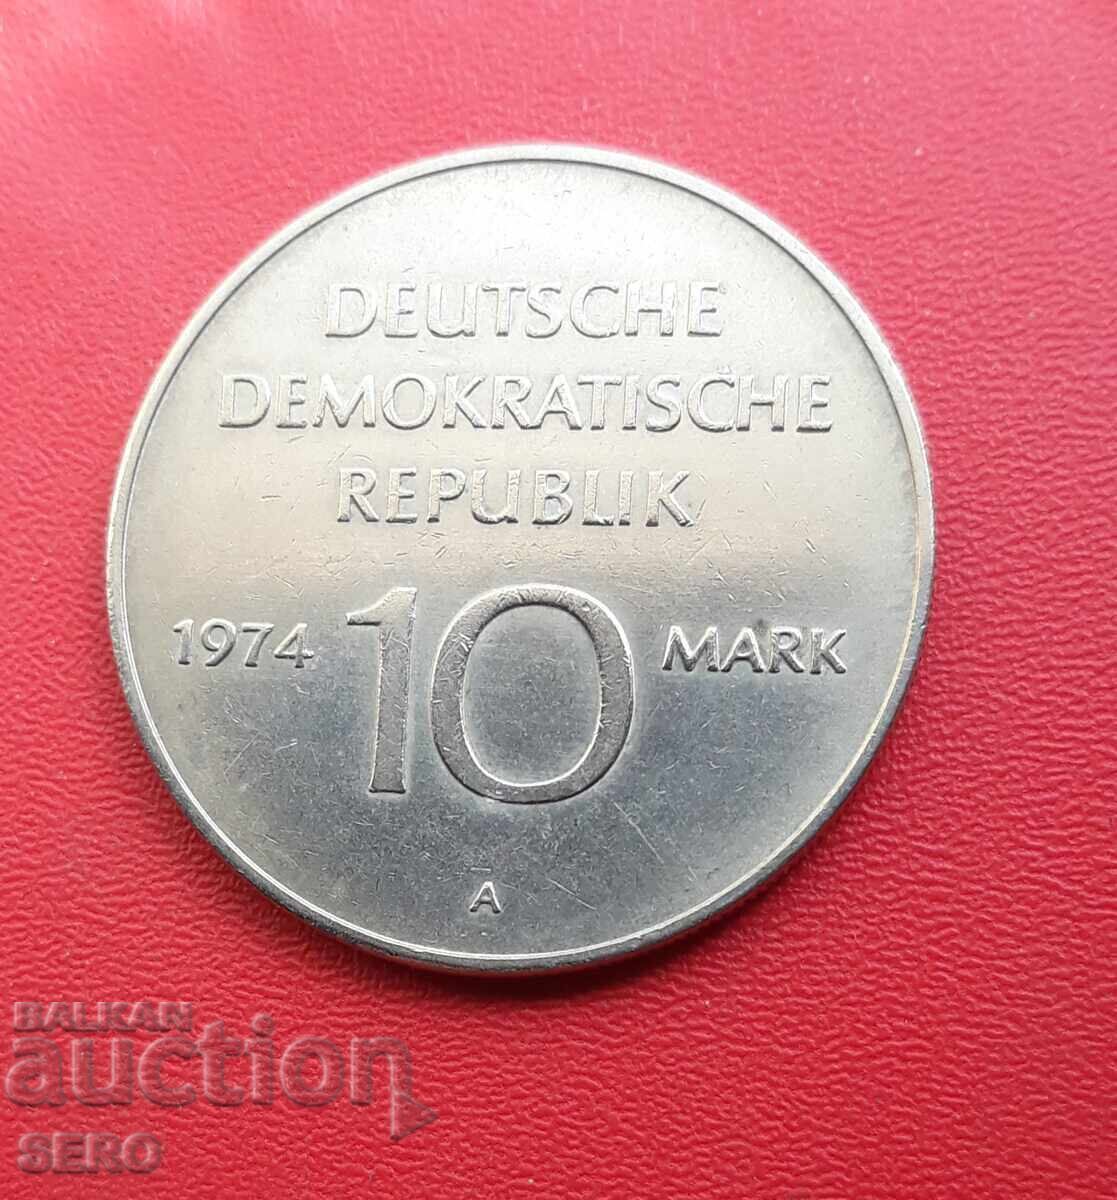 DEUTSCHE
DEMOKRATISCHE
REPUBLIK
1974 10 MARK
A
BALKAN
auction
SERO